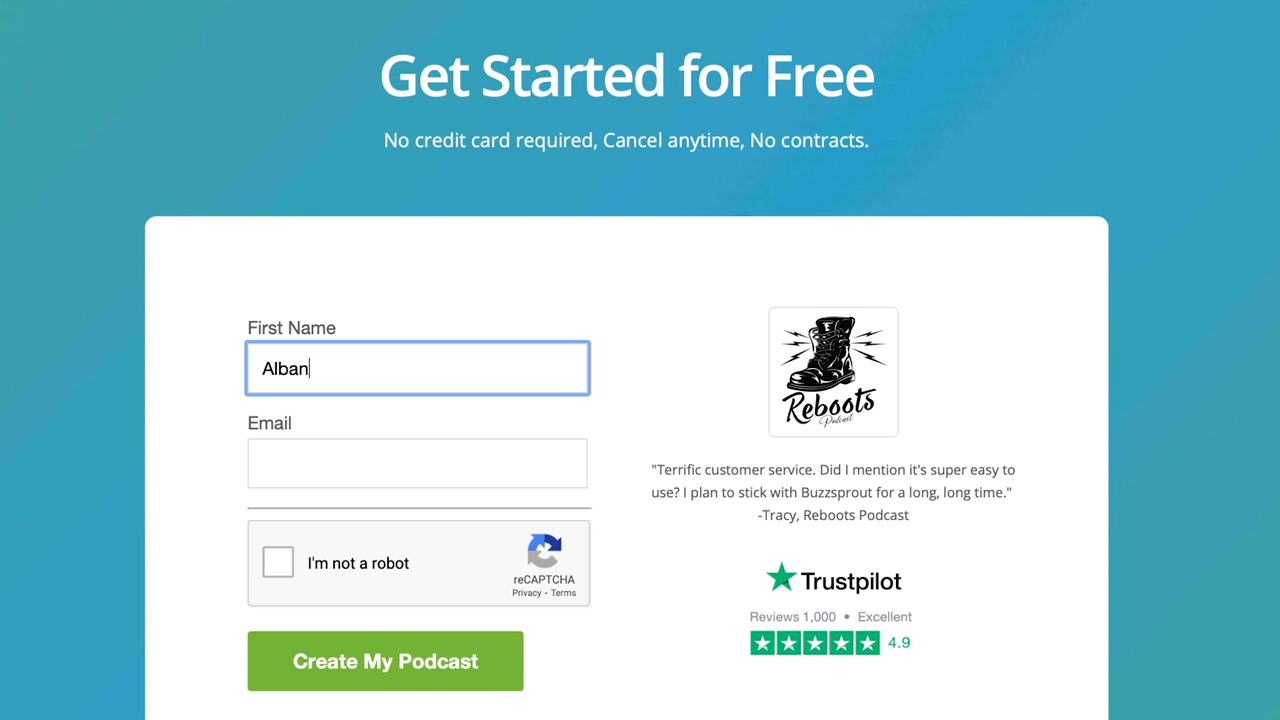 Get Started for Free
No credit card required, Cancel anytime, No contracts.
First Name
Alban
Email
I'm not a robot
reCAPTCHA
Privacy - Terms
Create My Podcast
Reboots
Podcast
"Terrific customer service. Did I mention it's super easy to
use? I plan to stick with Buzzsprout for a long, long time."
-Tracy, Reboots Podcast
Trustpilot
Reviews 1,000 • Excellent
4.9